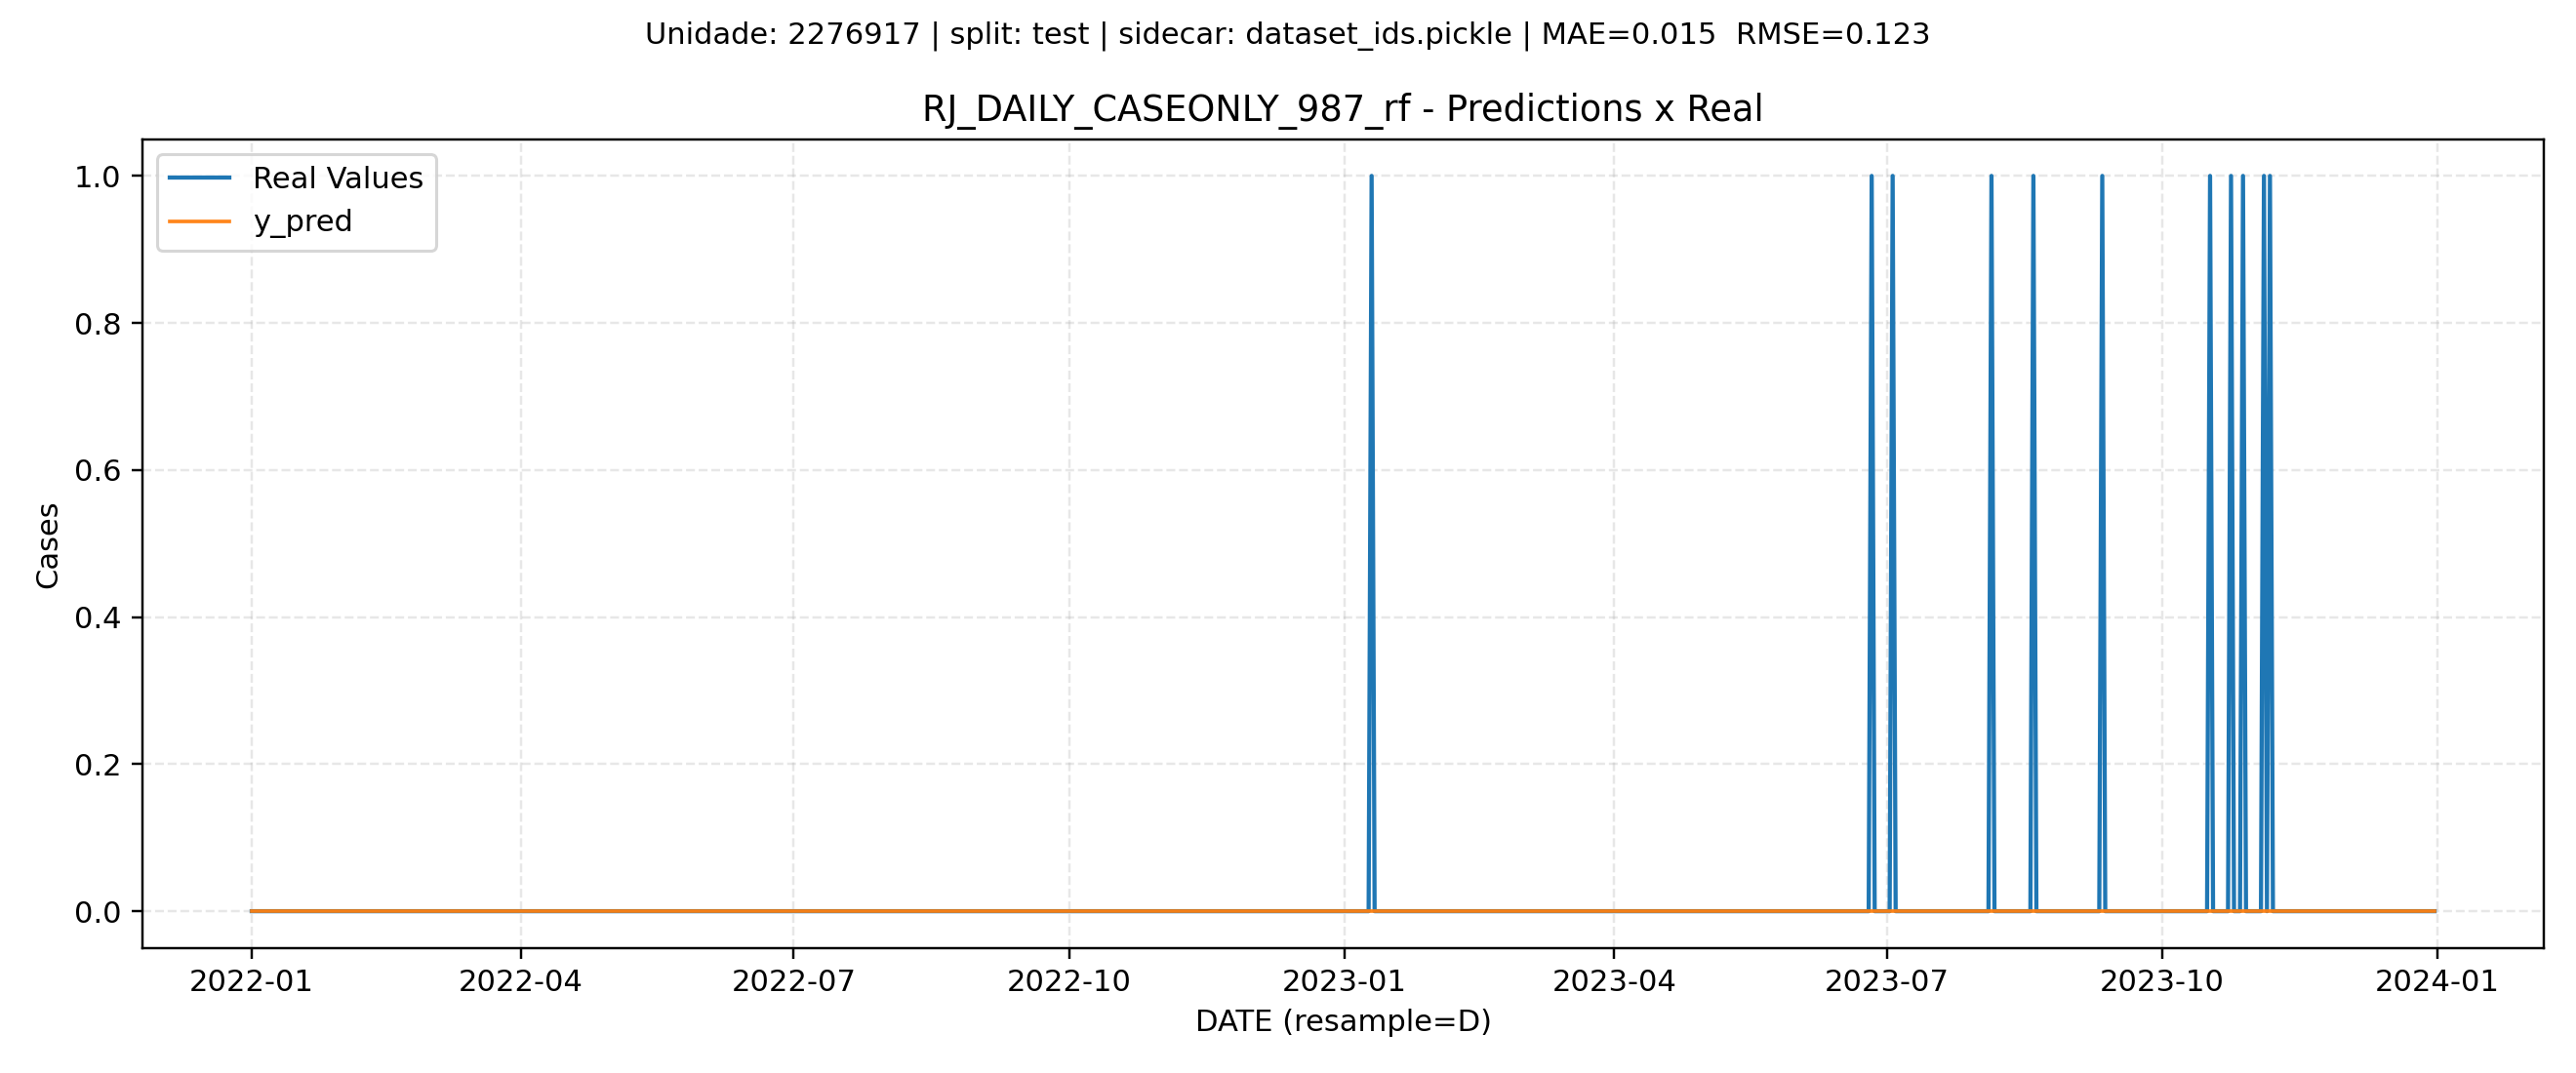 Unidade: 2276917 | split: test | sidecar: dataset_ids.pickle | MAE=0.015  RMSE=0.123
RJ_DAILY_CASEONLY_987_rf - Predictions x Real
Real Values
y_pred
1.0
0.8
0.6
0.4
0.2
0.0
Cases
2022-01 2022-04 2022-07 2022-10 2023-01 2023-04 2023-07 2023-10 2024-01
DATE (resample=D)